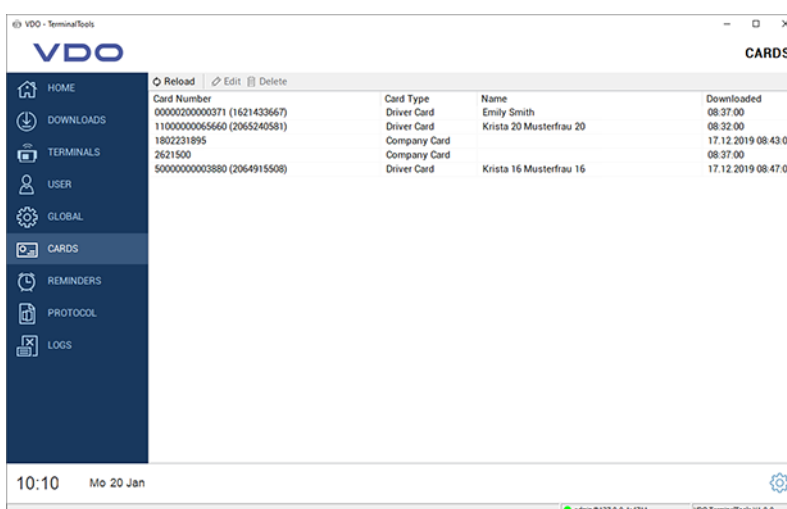 VDO - TerminalTools
VDO
CARDS
HOME
DOWNLOADS
TERMINALS
USER
GLOBAL
CARDS
REMINDERS
PROTOCOL
LOGS
Reload Edit Delete
Card Number Card Type Name Downloaded
00000200000371 (1621433667) Driver Card Emily Smith 08:37:00
11000000065660 (2065240581) Driver Card Krista 20 Musterfrau 20 08:32:00
1802231895 Company Card 17.12.2019 08:43:0
2621500 Company Card 08:37:00
50000000003880 (2064915508) Driver Card Krista 16 Musterfrau 16 17.12.2019 08:47:0
10:10 Mo 20 Jan